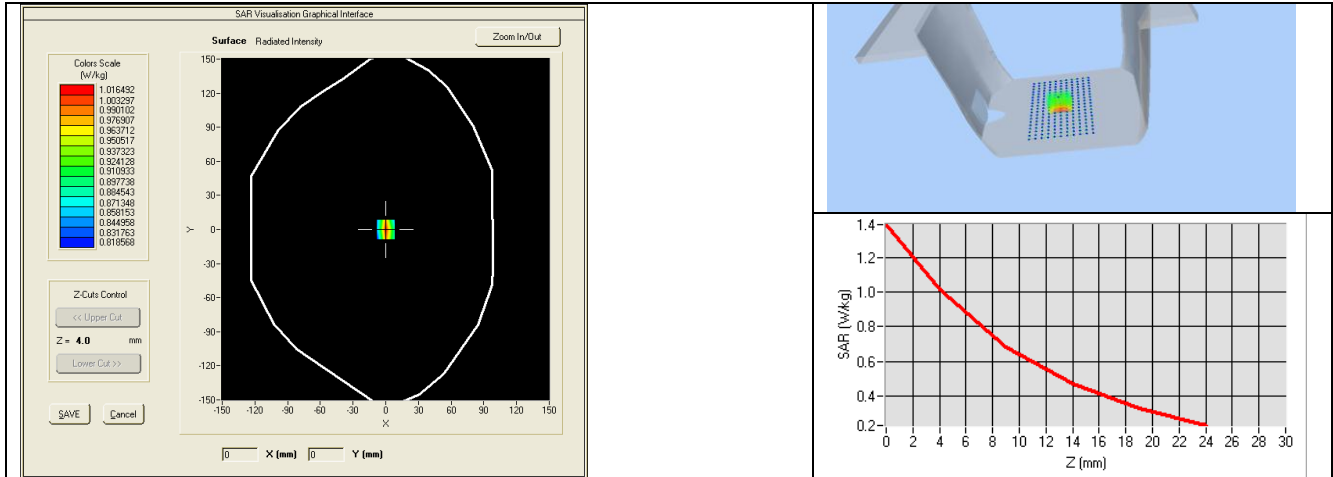 SAR Visualisation Graphical Interface
Surface Radiated Intensity
Zoom In/Out
Colors Scale
(W/kg)
1.016492
1.003297
0.990102
0.976907
0.963712
0.950517
0.937323
0.924128
0.910933
0.897738
0.884543
0.871348
0.858153
0.844958
0.831763
0.818568
Z-Cuts Control
<< Upper Cut
Z = 4.0 mm
Lower Cut >>
SAVE Cancel
150-
120-
90-
60-
30-
Y 0-
-30-
-60-
-90-
-120-
-150-
-150 -120 -90 -60 -30 0 30 60 90 120 150
X
0 X (mm) 0 Y (mm)
1.4-
1.2-
1.0-
0.8-
0.6-
0.4-
0.2-
SAR (W/kg)
0 2 4 6 8 10 12 14 16 18 20 22 24 26 28 30
Z (mm)